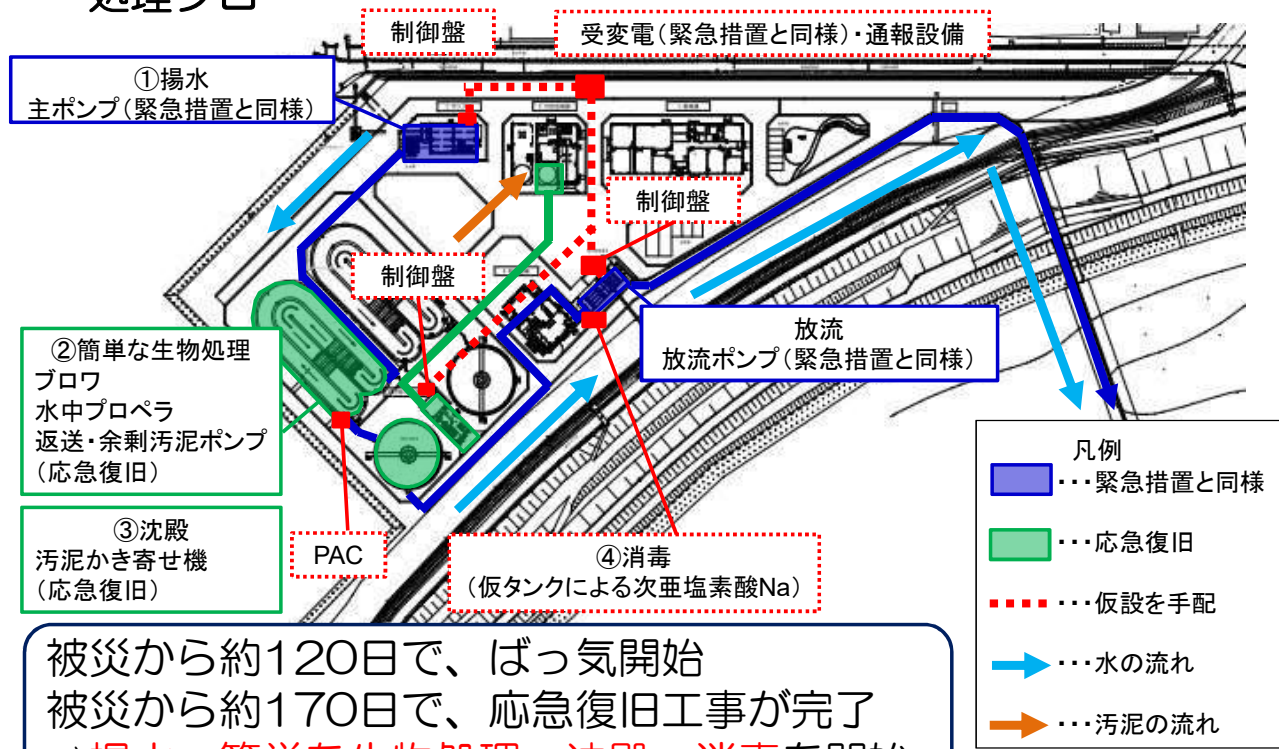 処理フロ
制御盤
受変電(緊急措置と同様)・通報設備
①揚水
主ポンプ(緊急措置と同様)
制御盤
制御盤
放流
放流ポンプ(緊急措置と同様)
②簡単な生物処理
ブロワ
水中プロペラ
返送・余剰汚泥ポンプ
(応急復旧)
③沈殿
汚泥かき寄せ機
(応急復旧)
PAC
④消毒
(仮タンクによる次亜塩素酸Na)
凡例
・・・緊急措置と同様
・・・応急復旧
・・・仮設を手配
・・・水の流れ
・・・汚泥の流れ
被災から約120日で、ばっ気開始
被災から約170日で、応急復旧工事が完了